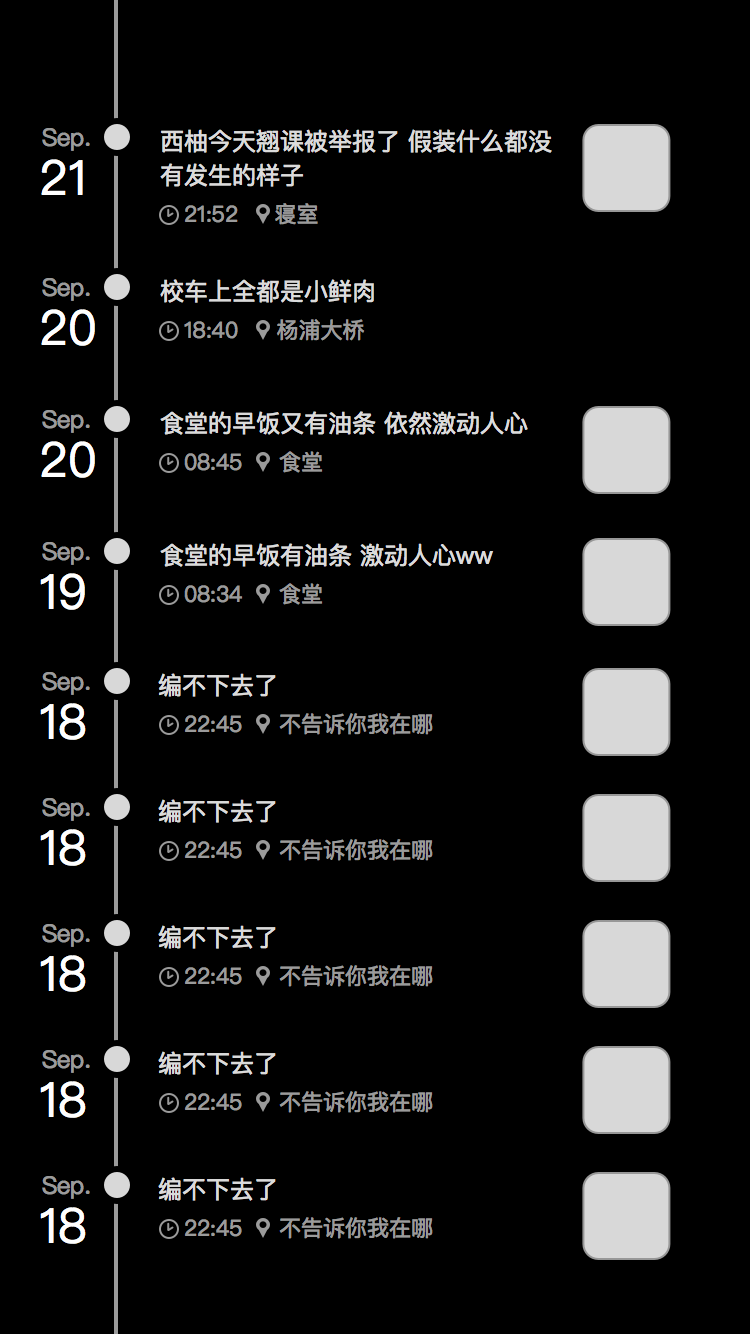 Sep.
21
西柚今天翘课被举报了 假装什么都没
有发生的样子
21:52 寝室
Sep.
20
校车上全都是小鲜肉
18:40 杨浦大桥
Sep.
20
食堂的早饭又有油条 依然激动人心
08:45 食堂
Sep.
19
食堂的早饭有油条 激动人心ww
08:34 食堂
Sep.
18
编不下去了
22:45 不告诉你我在哪
Sep.
18
编不下去了
22:45 不告诉你我在哪
Sep.
18
编不下去了
22:45 不告诉你我在哪
Sep.
18
编不下去了
22:45 不告诉你我在哪
Sep.
18
编不下去了
22:45 不告诉你我在哪